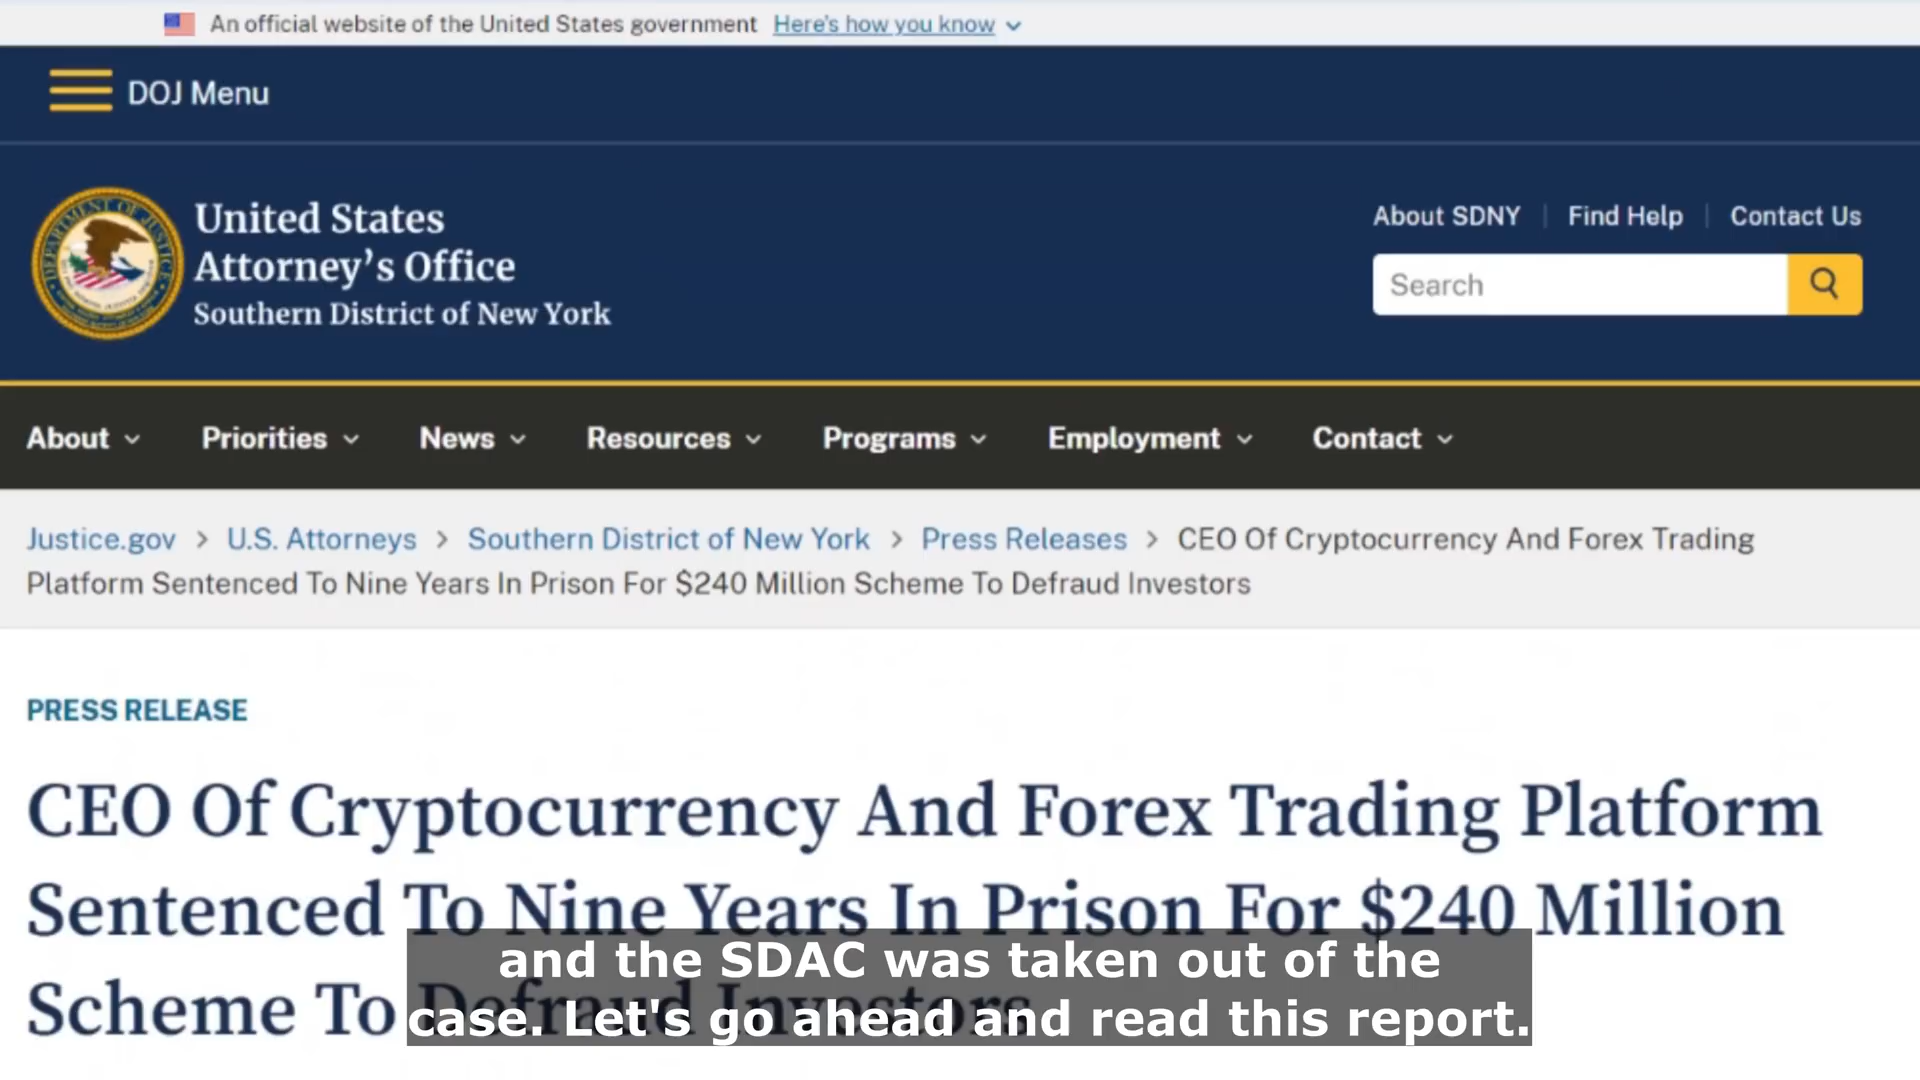 An official website of the United States government Here's how you know
DOJ Menu
United States
Attorney's Office
Southern District of New York
About SDNY Find Help Contact Us
Search
About Priorities News Resources Programs Employment Contact
Justice.gov > U.S. Attorneys > Southern District of New York > Press Releases > CEO Of Cryptocurrency And Forex Trading
Platform Sentenced To Nine Years In Prison For $240 Million Scheme To Defraud Investors
PRESS RELEASE
CEO Of Cryptocurrency And Forex Trading Platform
Sentenced To Nine Years In Prison For $240 Million
Scheme To Defraud Investors
and the SDAC was taken out of the
case. Let's go ahead and read this report.